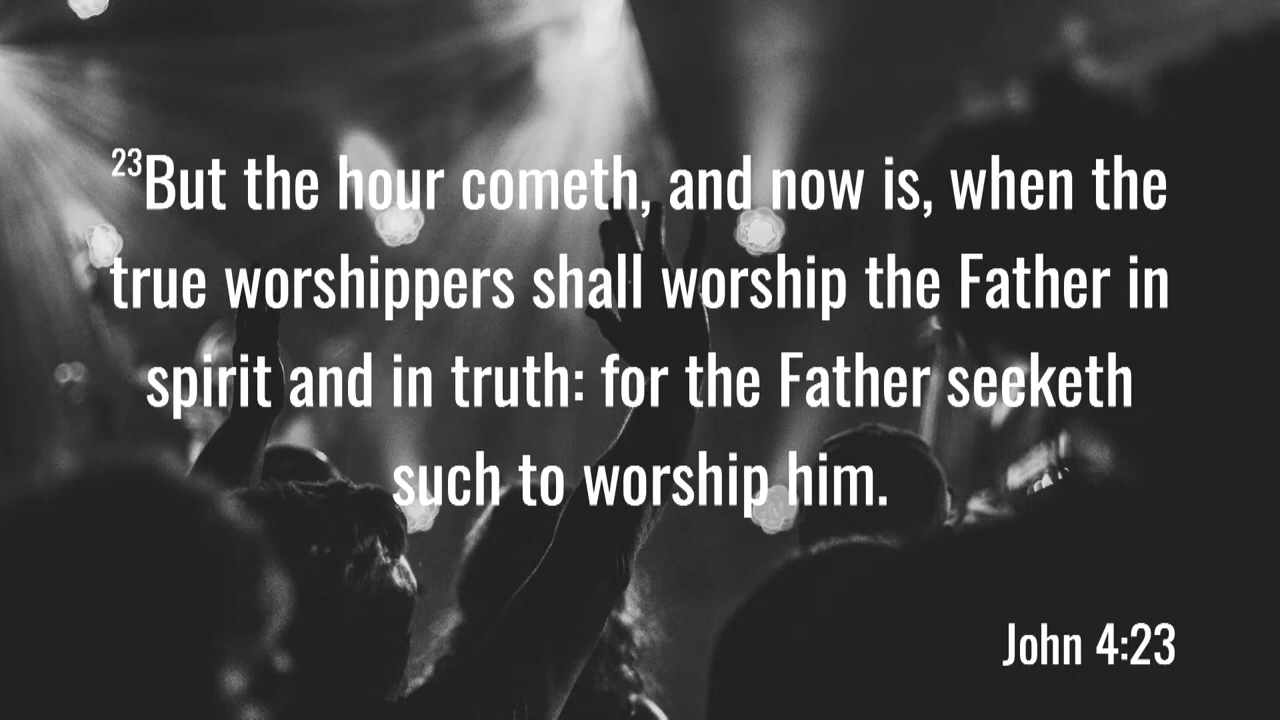 23But the hour cometh, and now is, when the
true worshippers shall worship the Father in
spirit and in truth: for the Father seeketh
such to worship him.
John 4:23